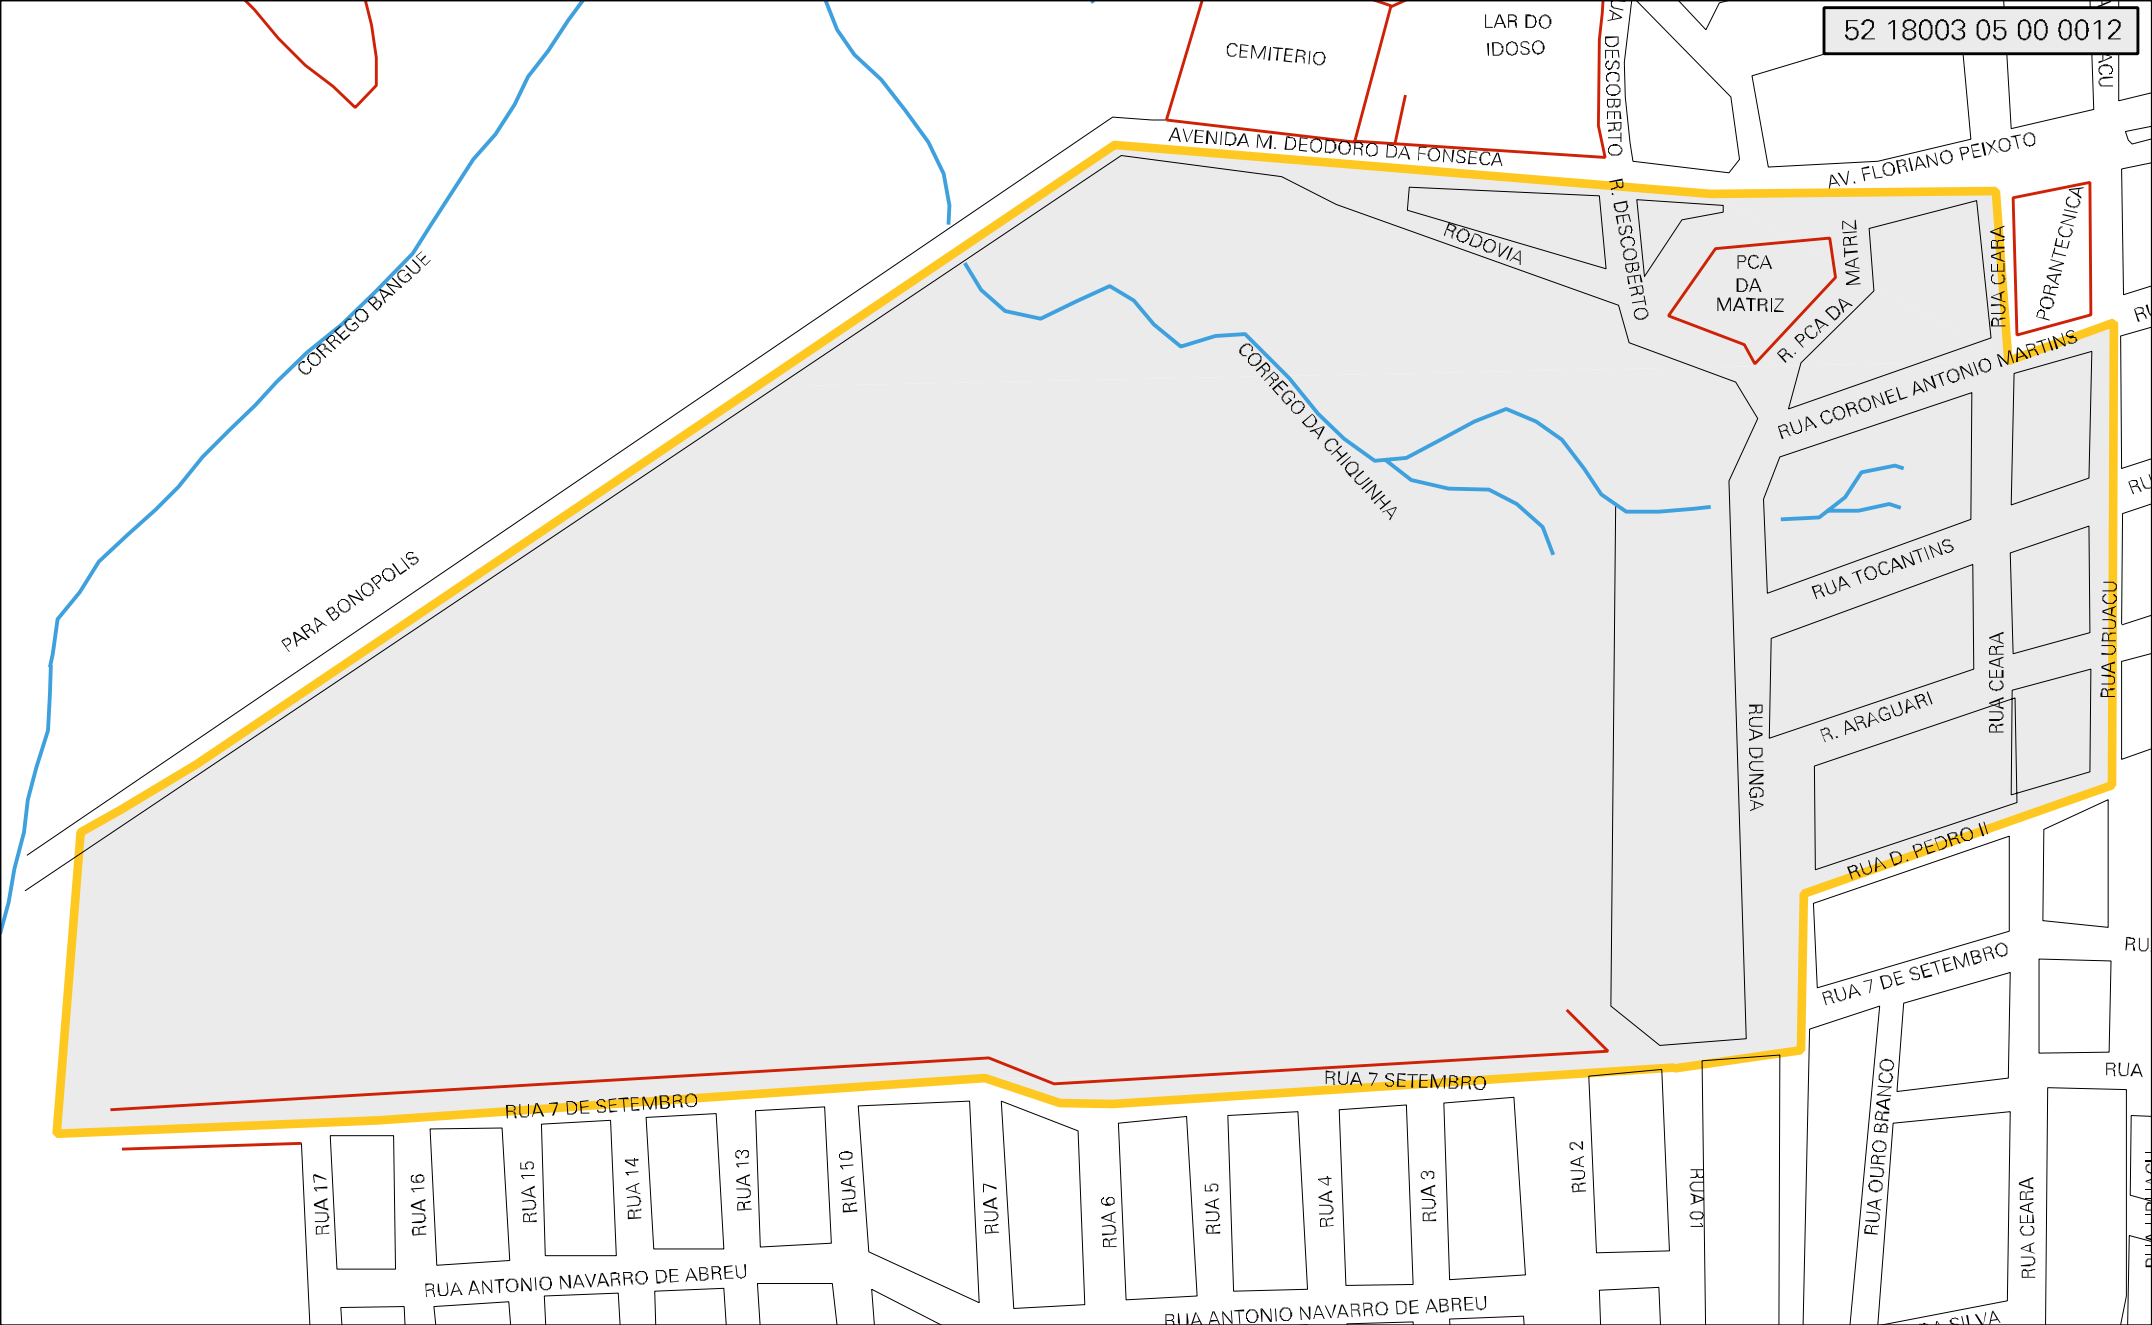 52 18003 05 00 0012
LAR DO
IDOSO
CEMITERIO
DESCOBERTO
AVENIDA M. DEODORO DA FONSECA
AV. FLORIANO PEIXOTO
R. DESCOBERTO
RODOVIA
PCA
DA
MATRIZ
R. PCA DA
MATRIZ
RUA CEARA
PORANTECNICA
RUA CORONEL ANTONIO MARTINS
CORREGO BANGUE
CORREGO DA CHIQUINHA
PARA BONOPOLIS
RUA TOCANTINS
RUA CEARA
RUA URUACU
R. ARAGUARI
RUA DUNGA
RUA D. PEDRO II
RUA 7 DE SETEMBRO
RUA
RUA 7 SETEMBRO
RUA 7 DE SETEMBRO
RUA OURO BRANCO
RUA 17
RUA 16
RUA 15
RUA 14
RUA 13
RUA 10
RUA 7
RUA 6
RUA 5
RUA 4
RUA 3
RUA 2
RUA 01
RUA CEARA
RUA ANTONIO NAVARRO DE ABREU
RUA ANTONIO NAVARRO DE ABREU
SILVA